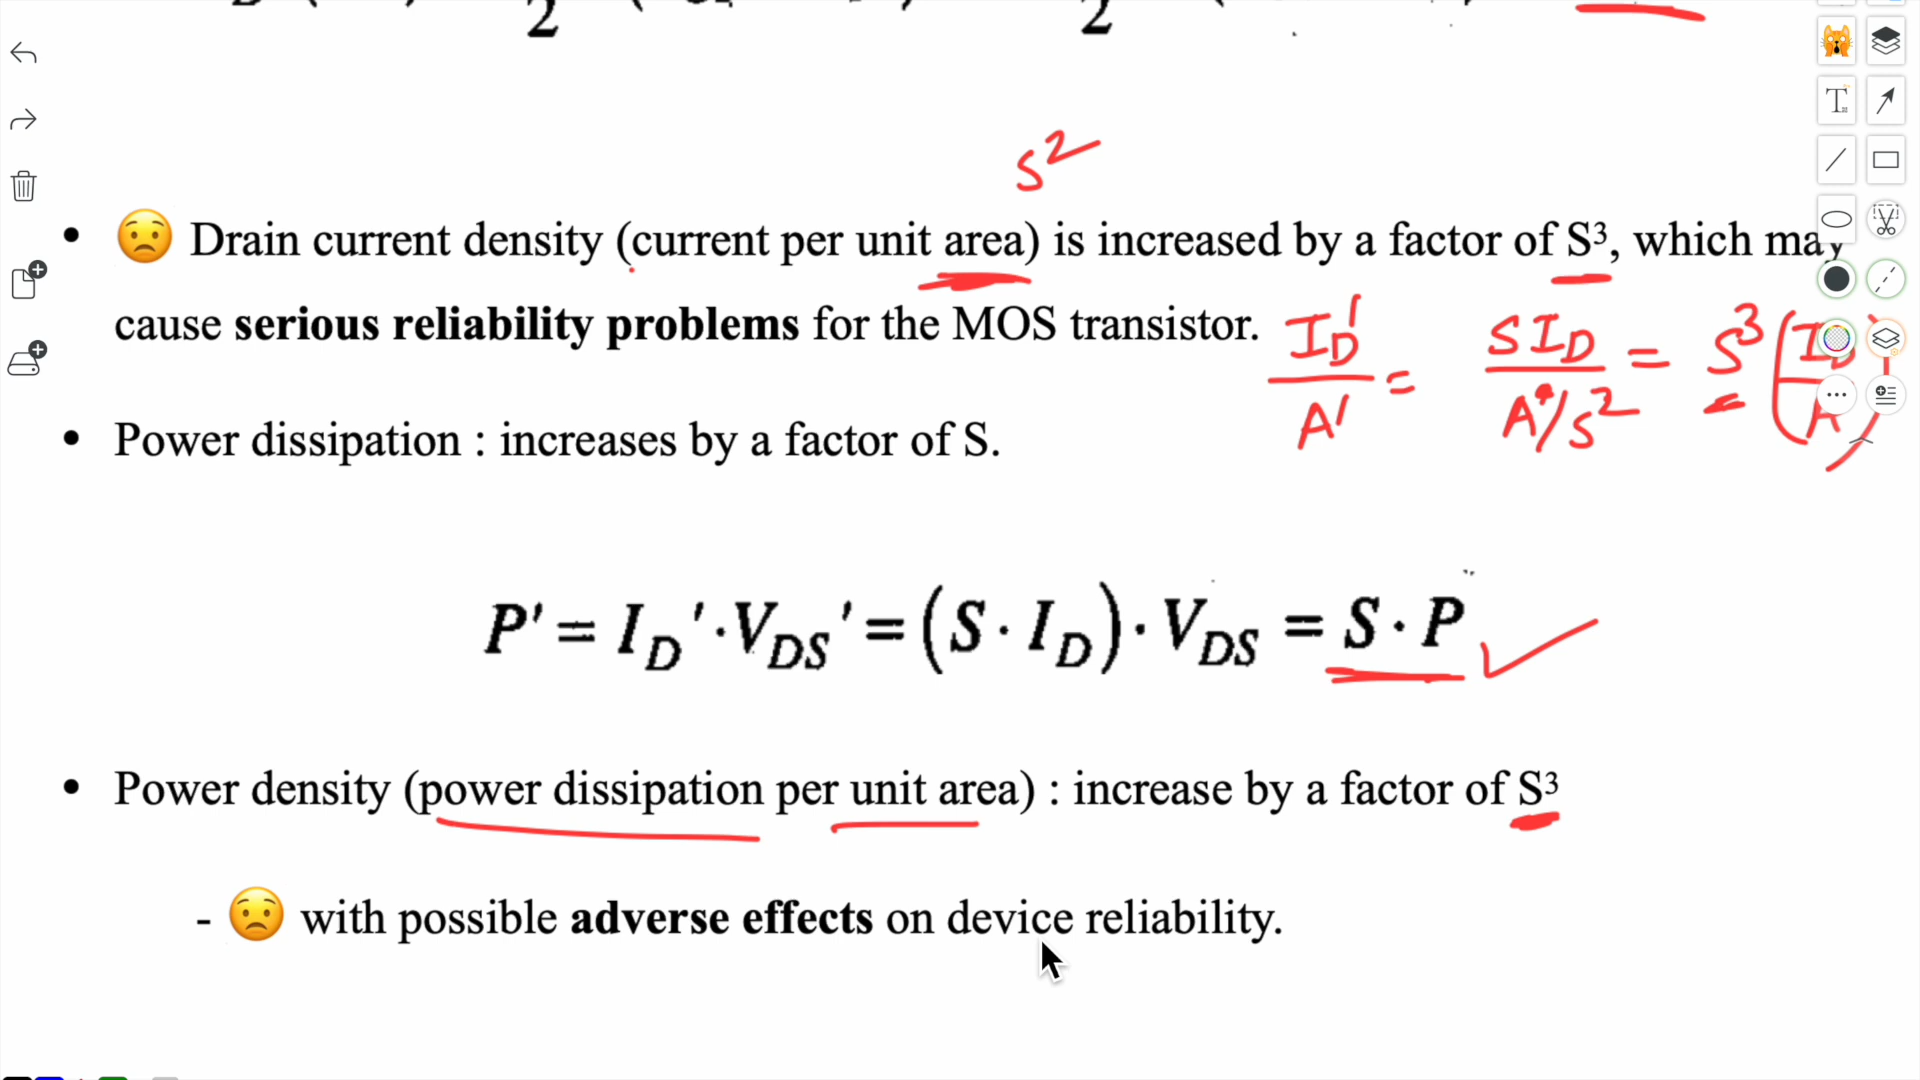 2 2
s²
• 😟 Drain current density (current per unit area) is increased by a factor of S³, which may
cause serious reliability problems for the MOS transistor.
I_D'/A' = S I_D/A/s² = S³ (I_D/A)
• Power dissipation : increases by a factor of S.
P' = I_D' · V_DS' = (S · I_D) · V_DS = S · P
• Power density (power dissipation per unit area) : increase by a factor of S³
- 😟 with possible adverse effects on device reliability.